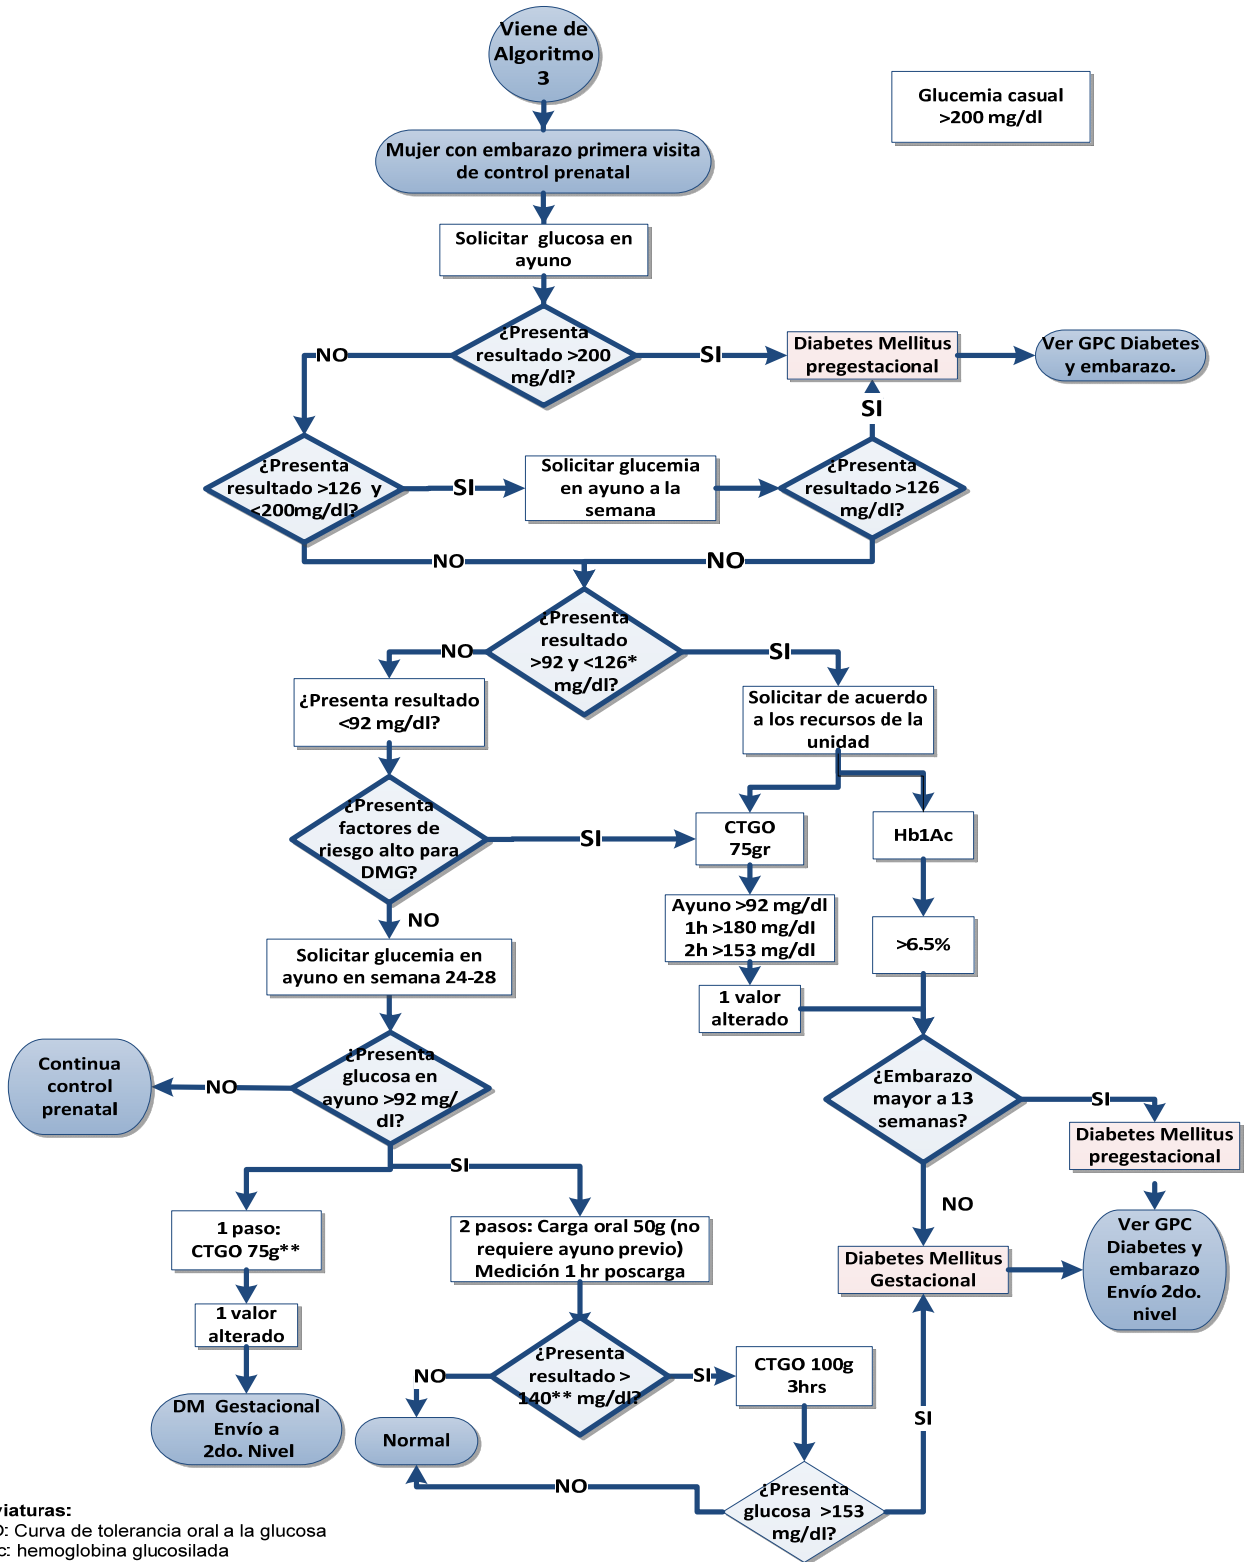 Viene de
Algoritmo
3
Glucemia casual
>200 mg/dl
Mujer con embarazo primera visita
de control prenatal
Solicitar glucosa en
ayuno
¿Presenta
resultado >200
mg/dl?
NO
SI
Diabetes Mellitus
pregestacional
Ver GPC Diabetes
y embarazo.
SI
¿Presenta
resultado >126 y
<200mg/dl?
SI
Solicitar glucemia
en ayuno a la
semana
¿Presenta
resultado >126
mg/dl?
NO
NO
¿Presenta
resultado
>92 y <126*
mg/dl?
NO
SI
¿Presenta resultado
<92 mg/dl?
Solicitar de acuerdo
a los recursos de la
unidad
¿Presenta
factores de
riesgo alto para
DMG?
SI
CTGO
75gr
Hb1Ac
NO
Ayuno >92 mg/dl
1h >180 mg/dl
2h >153 mg/dl
>6.5%
Solicitar glucemia en
ayuno en semana 24-28
1 valor
alterado
¿Presenta
glucosa en
ayuno >92 mg/
dl?
NO
Continua
control
prenatal
¿Embarazo
mayor a 13
semanas?
SI
Diabetes Mellitus
pregestacional
SI
NO
1 paso:
CTGO 75g**
2 pasos: Carga oral 50g (no
requiere ayuno previo)
Medición 1 hr poscarga
Diabetes Mellitus
Gestacional
Ver GPC
Diabetes y
embarazo
Envío 2do.
nivel
1 valor
alterado
¿Presenta
resultado >
140** mg/dl?
NO
SI
CTGO 100g
3hrs
DM Gestacional
Envío a
2do. Nivel
Normal
SI
NO
¿Presenta
glucosa >153
mg/dl?
viaturas:
: Curva de tolerancia oral a la glucosa
c: hemoglobina glucosilada